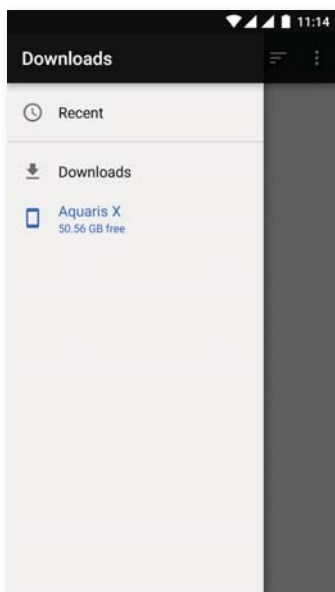 11:14
Downloads
Recent
Downloads
Aquaris X
50.56 GB free